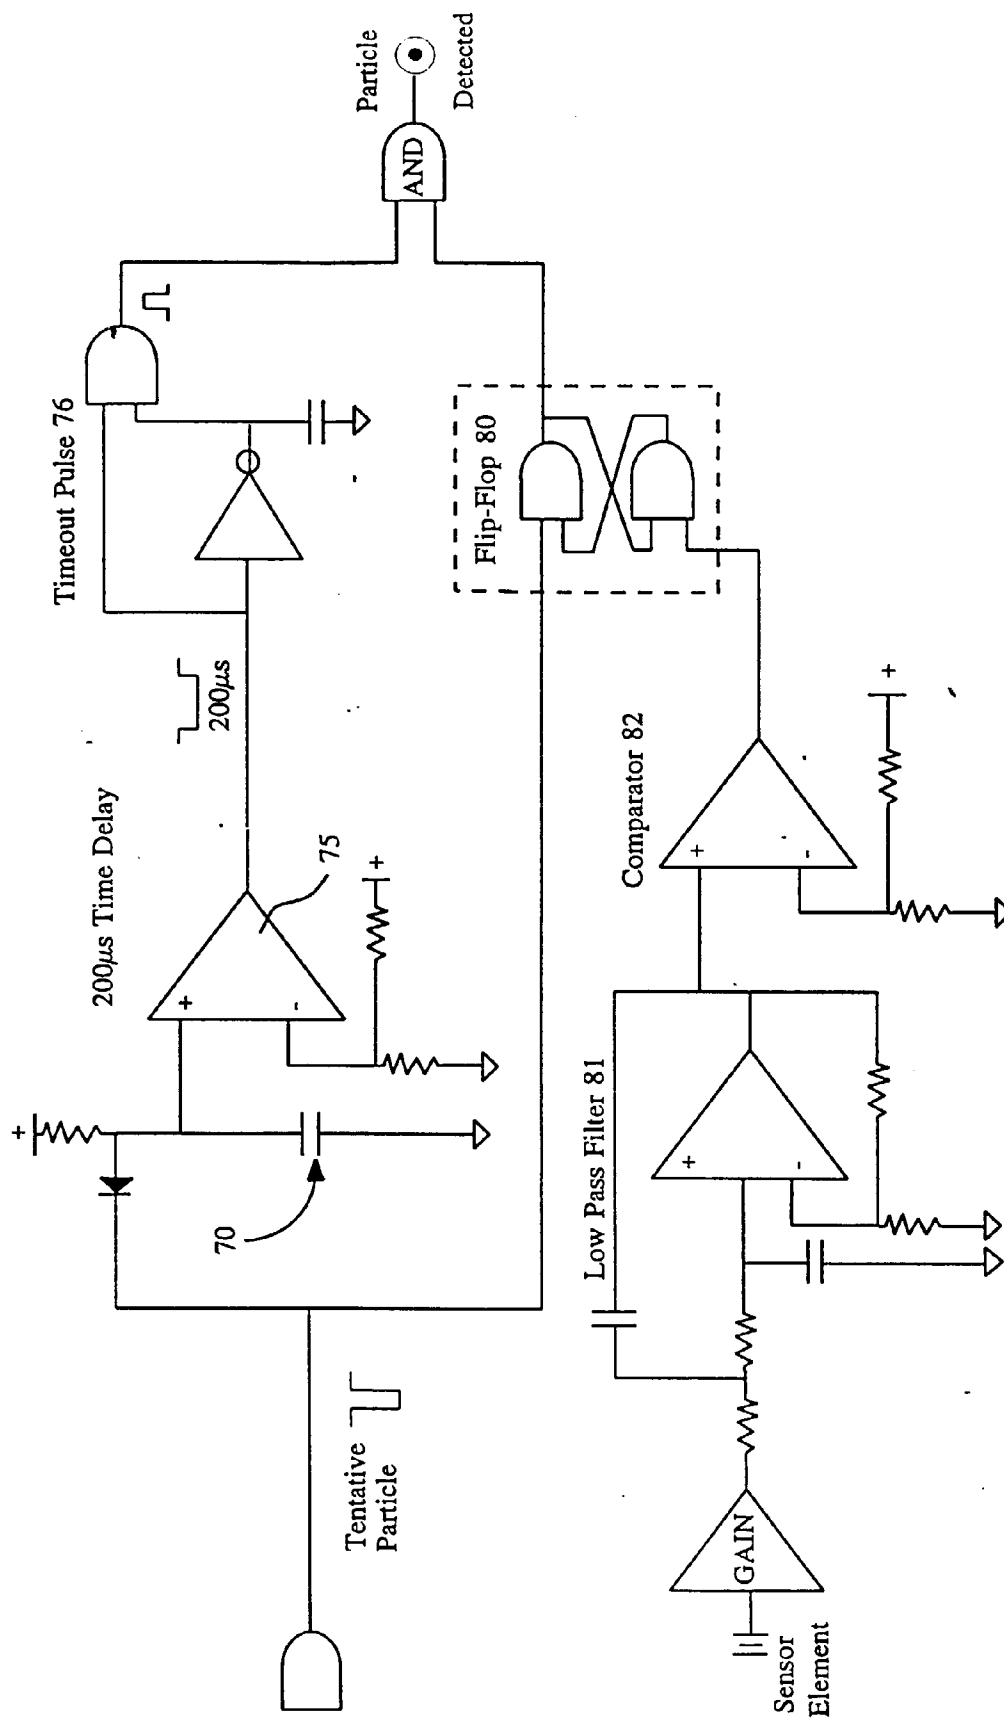 Particle
Detected
AND
Timeout Pulse 76
200μs
200μs Time Delay
+
-
75
+
+
70
Tentative
Particle
Flip-Flop 80
Comparator 82
+
-
+
Low Pass Filter 81
+
-
GAIN
Sensor
Element